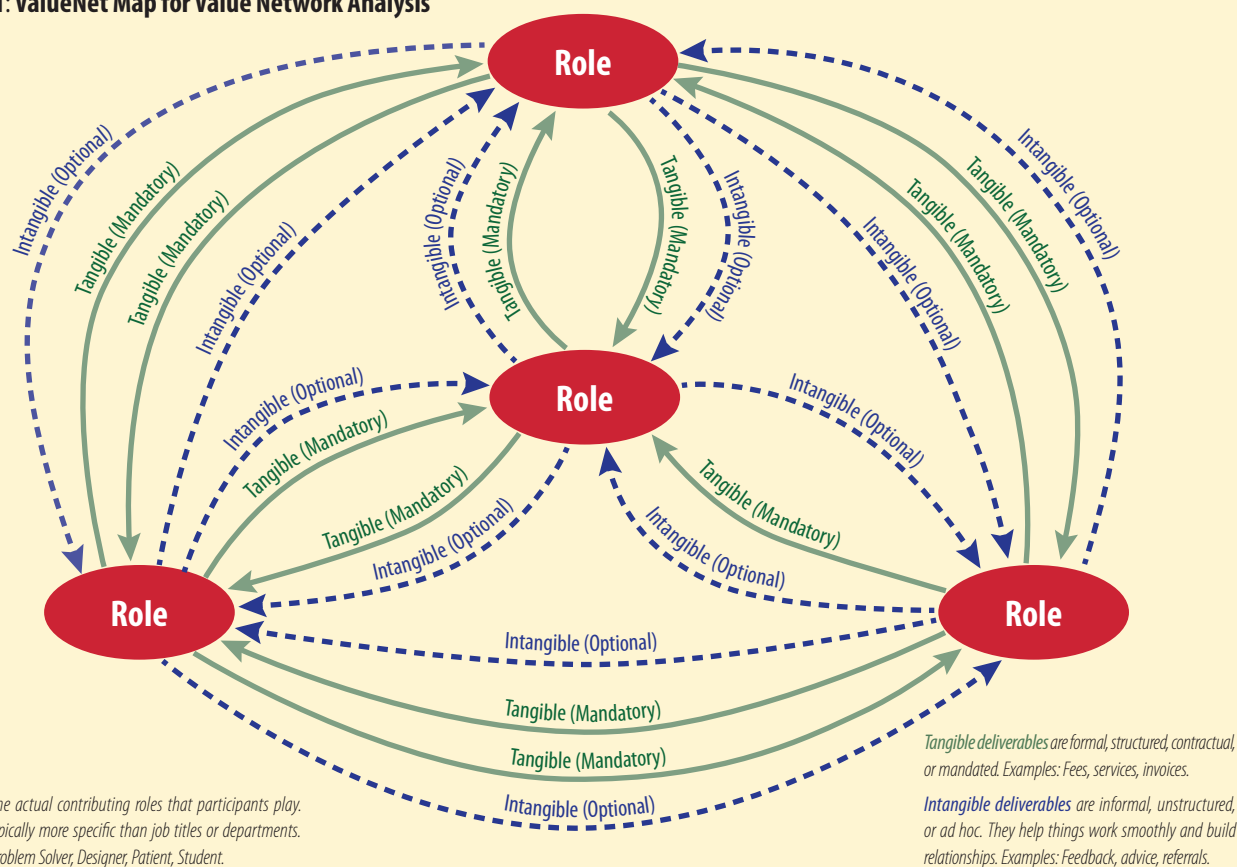 : ValueNet Map for Value Network Analysis
Role
Intangible (Optional)
Tangible (Mandatory)
Tangible (Mandatory)
Intangible (Optional)
Intangible (Optional)
Tangible (Mandatory)
Tangible (Mandatory)
Intangible (Optional)
Intangible (Optional)
Tangible (Mandatory)
Tangible (Mandatory)
Intangible (Optional)
Role
Intangible (Optional)
Tangible (Mandatory)
Tangible (Mandatory)
Intangible (Optional)
Intangible (Optional)
Tangible (Mandatory)
Intangible (Optional)
Role
Role
Intangible (Optional)
Tangible (Mandatory)
Tangible (Mandatory)
Intangible (Optional)
actual contributing roles that participants play.
pically more specific than job titles or departments.
oblem Solver, Designer, Patient, Student.
Tangible deliverables are formal, structured, contractual,
or mandated. Examples: Fees, services, invoices.
Intangible deliverables are informal, unstructured,
or ad hoc. They help things work smoothly and build
relationships. Examples: Feedback, advice, referrals.